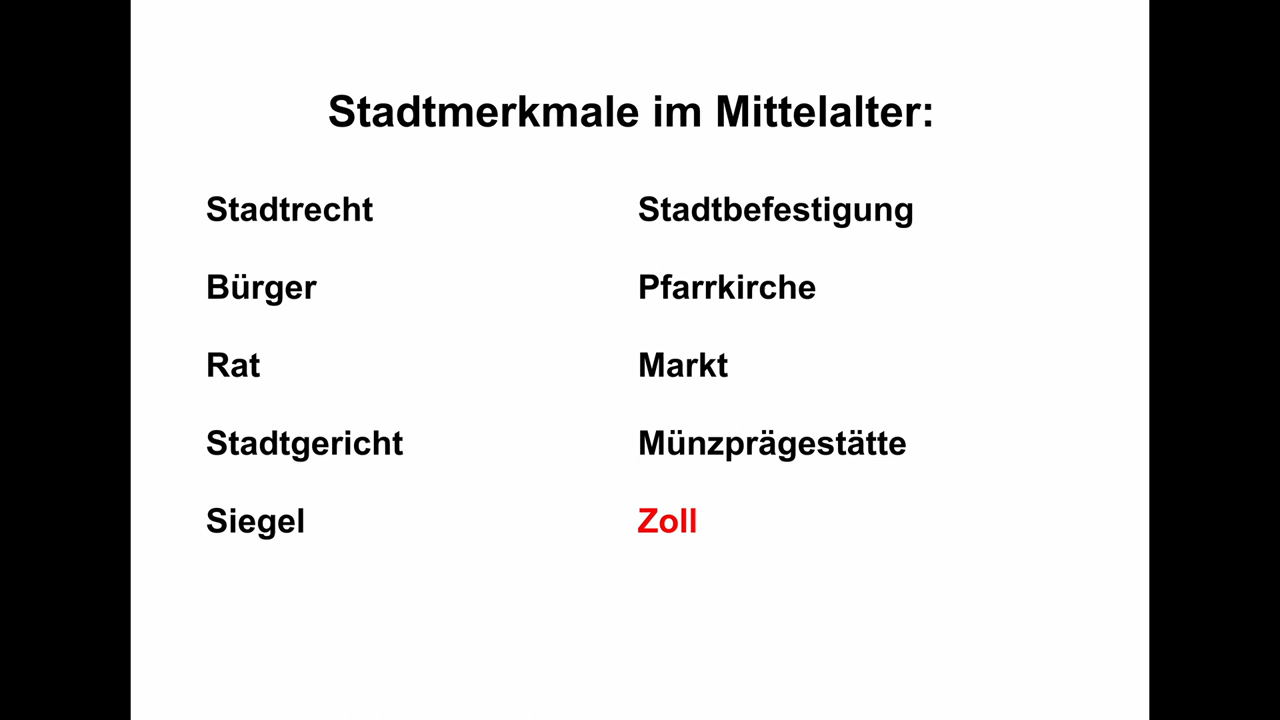 Stadtmerkmale im Mittelalter:
Stadtrecht
Bürger
Rat
Stadtgericht
Siegel
Stadtbefestigung
Pfarrkirche
Markt
Münzprägestätte
Zoll